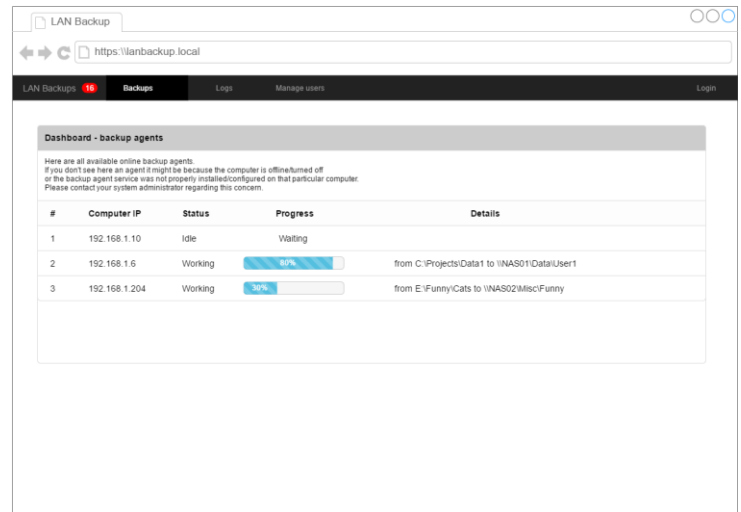 LAN Backup
https:\\lanbackup.local
LAN Backups 16 Backups Logs Manage users Login
Dashboard - backup agents
Here are all available online backup agents.
If you don't see here an agent it might be because the computer is offline/turned off
or the backup agent service was not properly installed/configured on that particular computer.
Please contact your system administrator regarding this concern.
# Computer IP Status Progress Details
1 192.168.1.10 Idle Waiting
2 192.168.1.6 Working 80% from C:\Projects\Data1 to \\NAS01\Data\User1
3 192.168.1.204 Working 30% from E:\Funny\Cats to \\NAS02\Misc\Funny